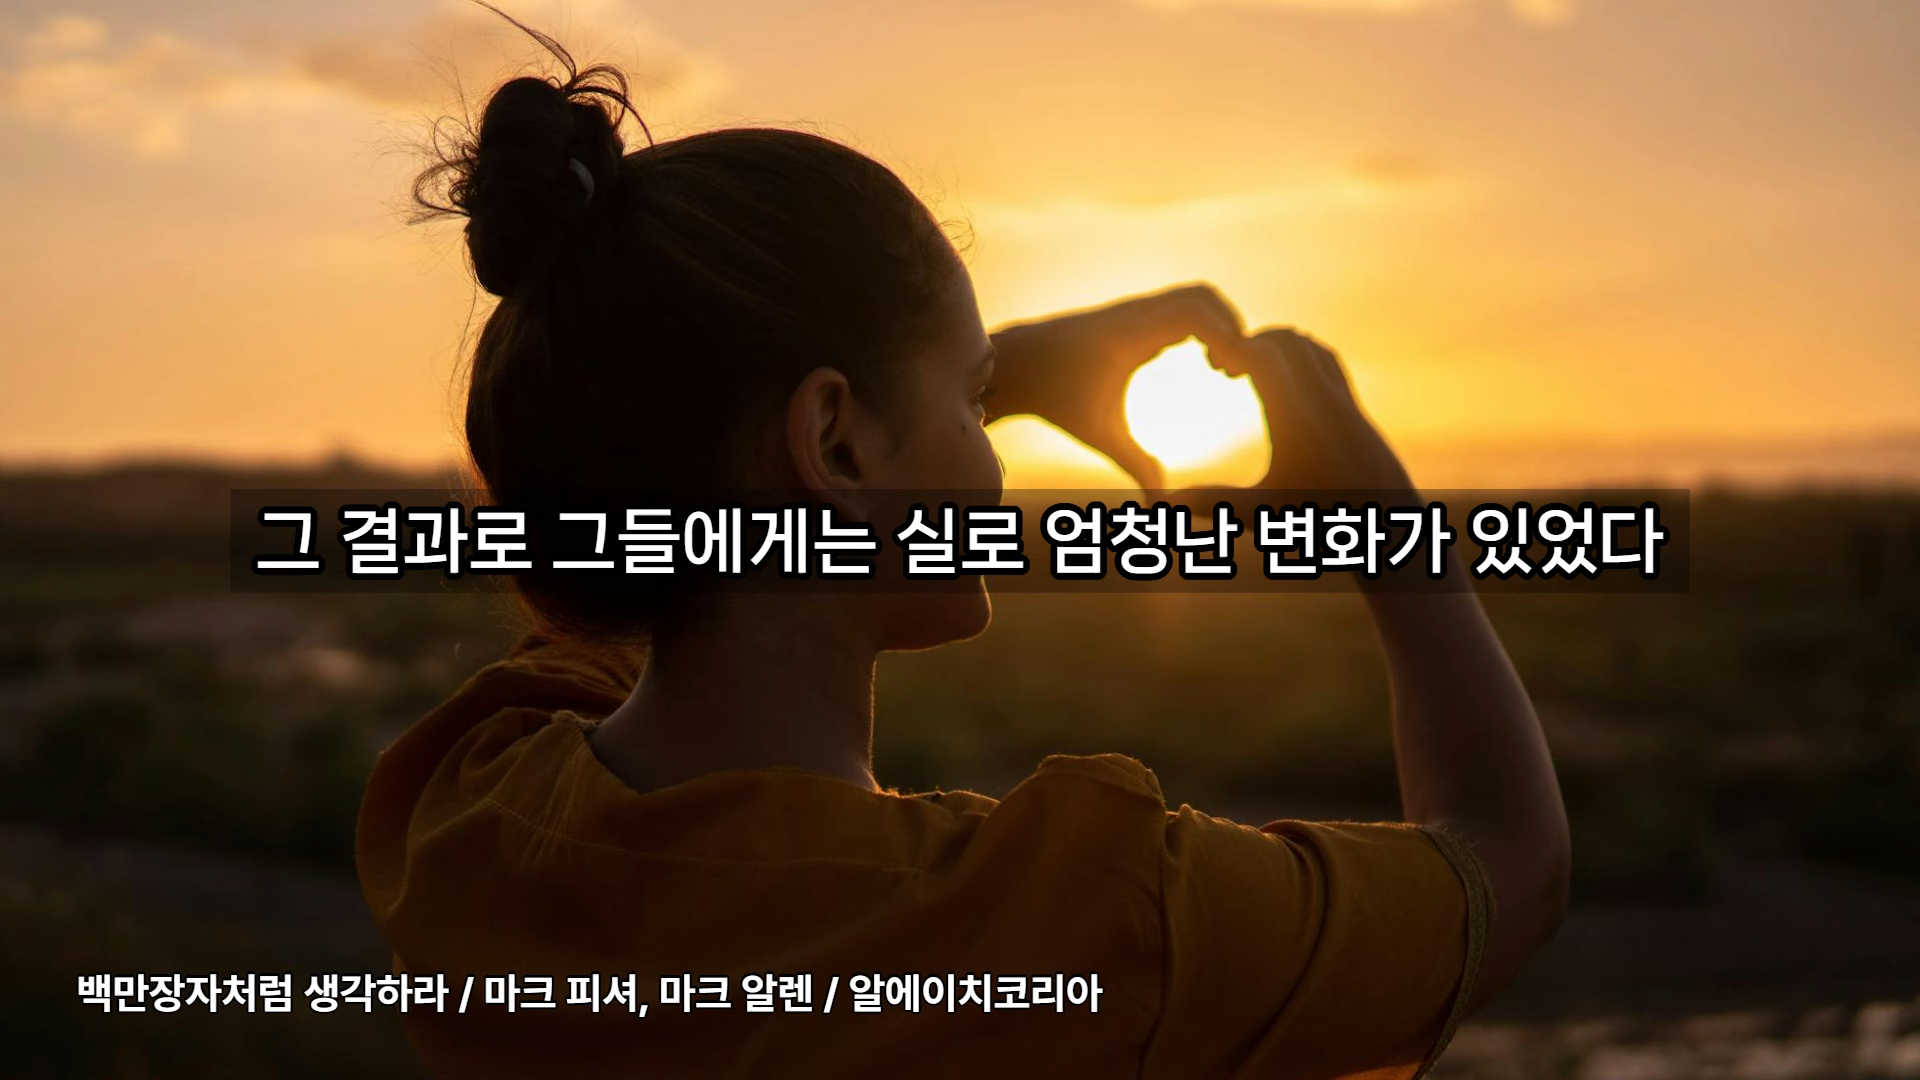 그 결과로 그들에게는 실로 엄청난 변화가 있었다
백만장자처럼 생각하라 / 마크 피셔, 마크 알렌 / 알에이치코리아